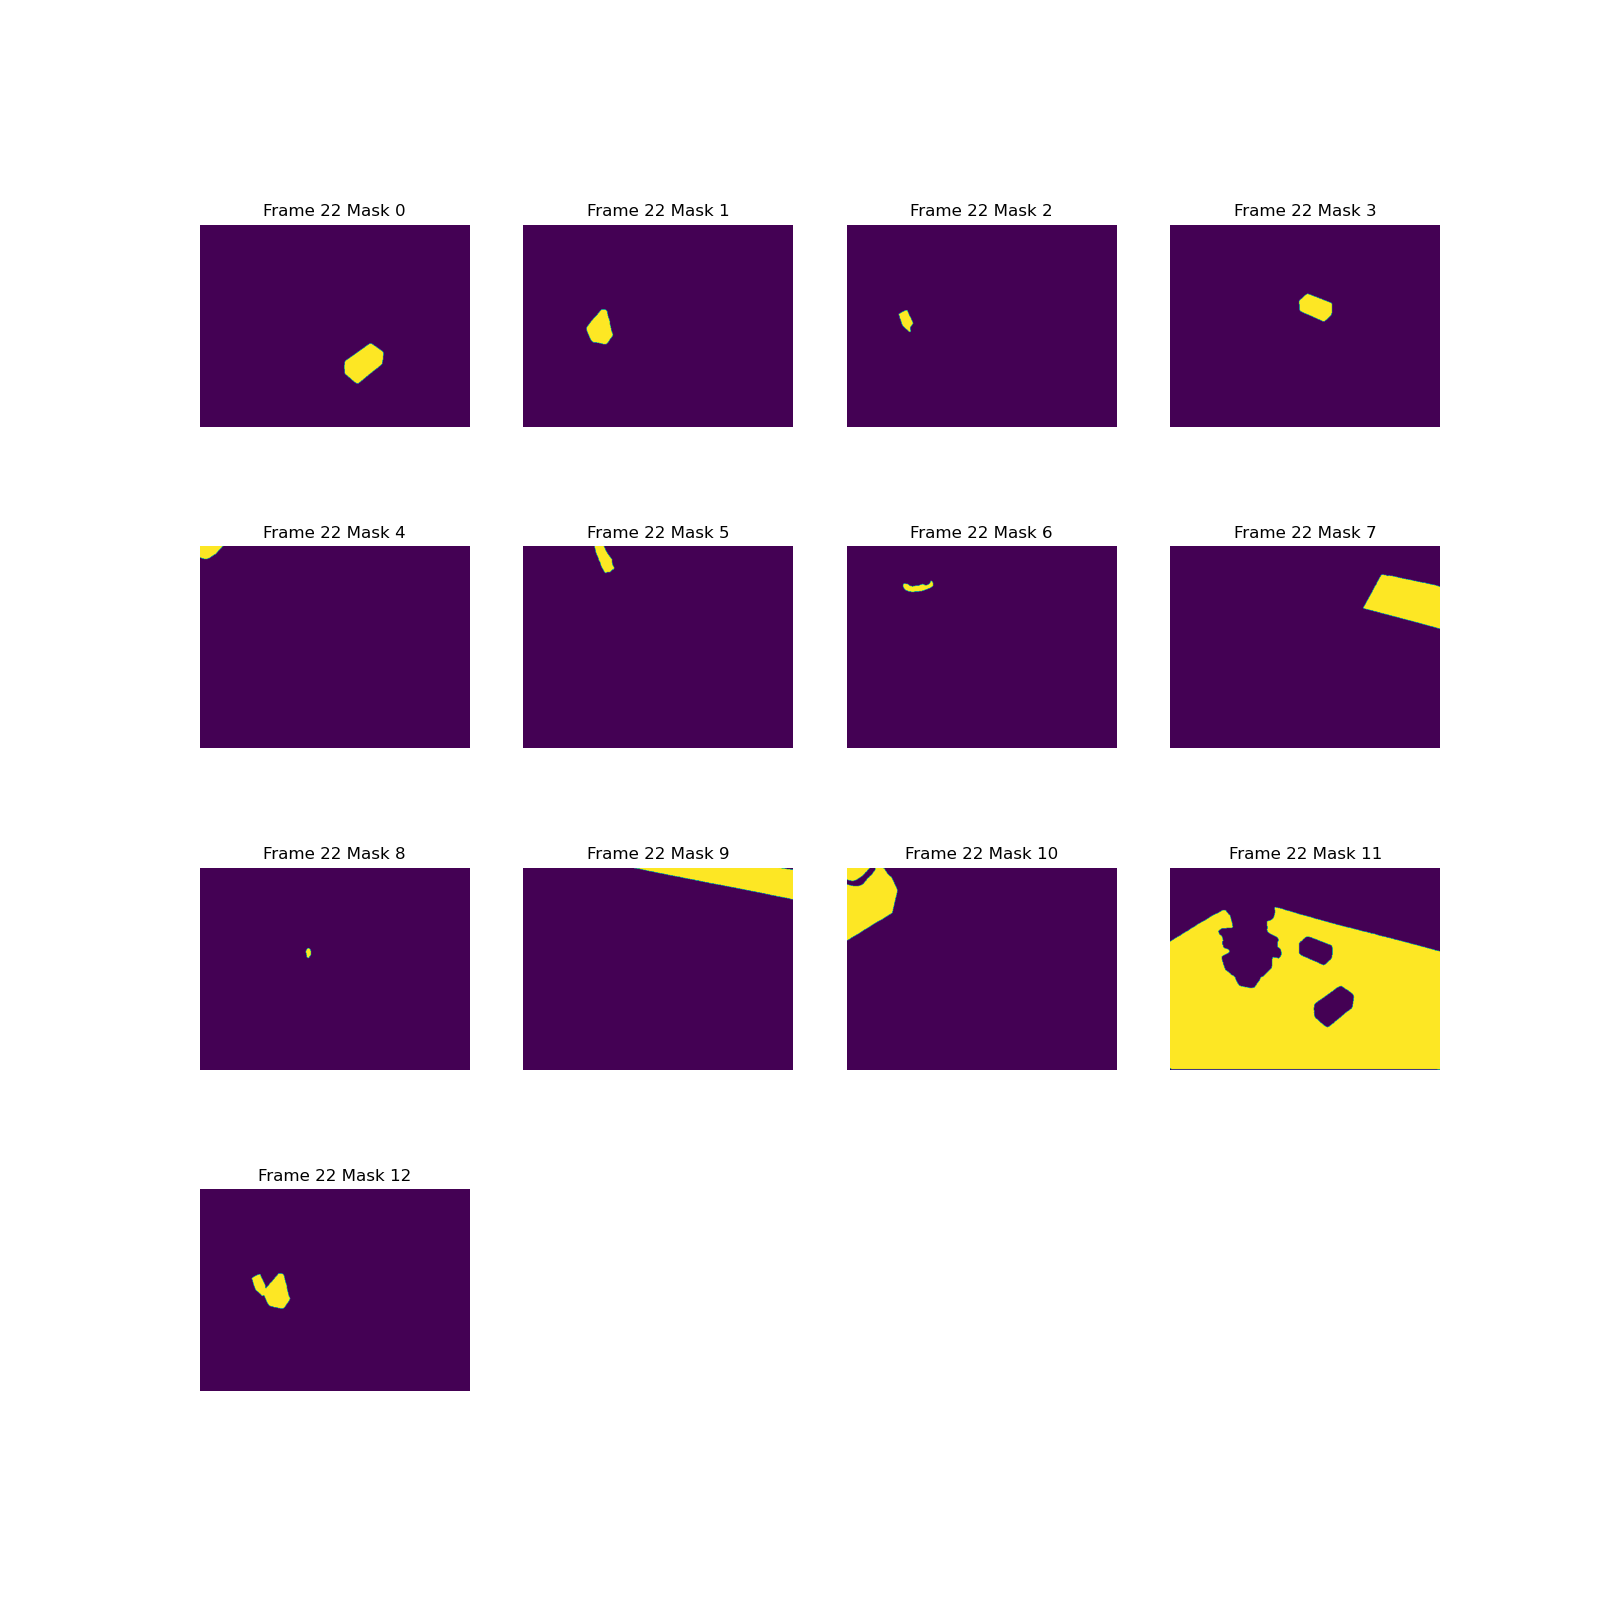 Frame 22 Mask 0
Frame 22 Mask 1
Frame 22 Mask 2
Frame 22 Mask 3
Frame 22 Mask 4
Frame 22 Mask 5
Frame 22 Mask 6
Frame 22 Mask 7
Frame 22 Mask 8
Frame 22 Mask 9
Frame 22 Mask 10
Frame 22 Mask 11
Frame 22 Mask 12